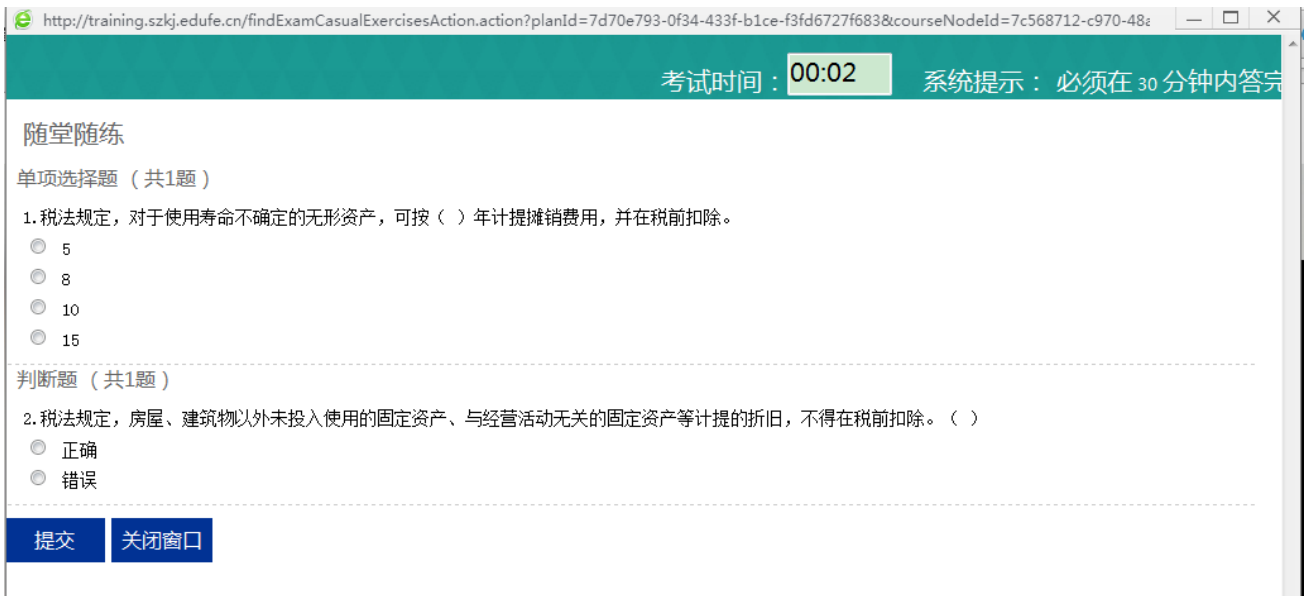 http://training.szkj.edufe.cn/findExamCasualExercisesAction.action?planId=7d70e793-0f34-433f-b1ce-f3fd6727f683&courseNodeId=7c568712-c970-48a
考试时间：00:02 系统提示： 必须在 30 分钟内答完
随堂随练
单项选择题 （共1题）
1.税法规定，对于使用寿命不确定的无形资产，可按（ ）年计提摊销费用，并在税前扣除。
5
8
10
15
判断题 （共1题）
2.税法规定，房屋、建筑物以外未投入使用的固定资产、与经营活动无关的固定资产等计提的折旧，不得在税前扣除。（ ）
正确
错误
提交 关闭窗口